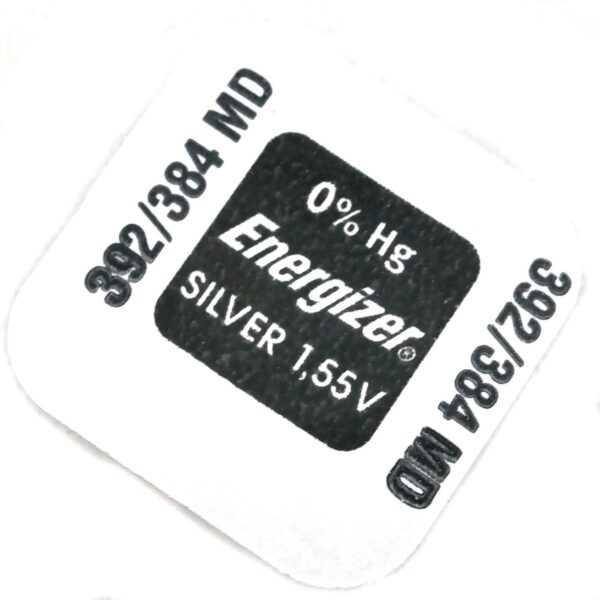 392/384 MD
0% Hg
Energizer®
SILVER 1,55V
392/384 MD